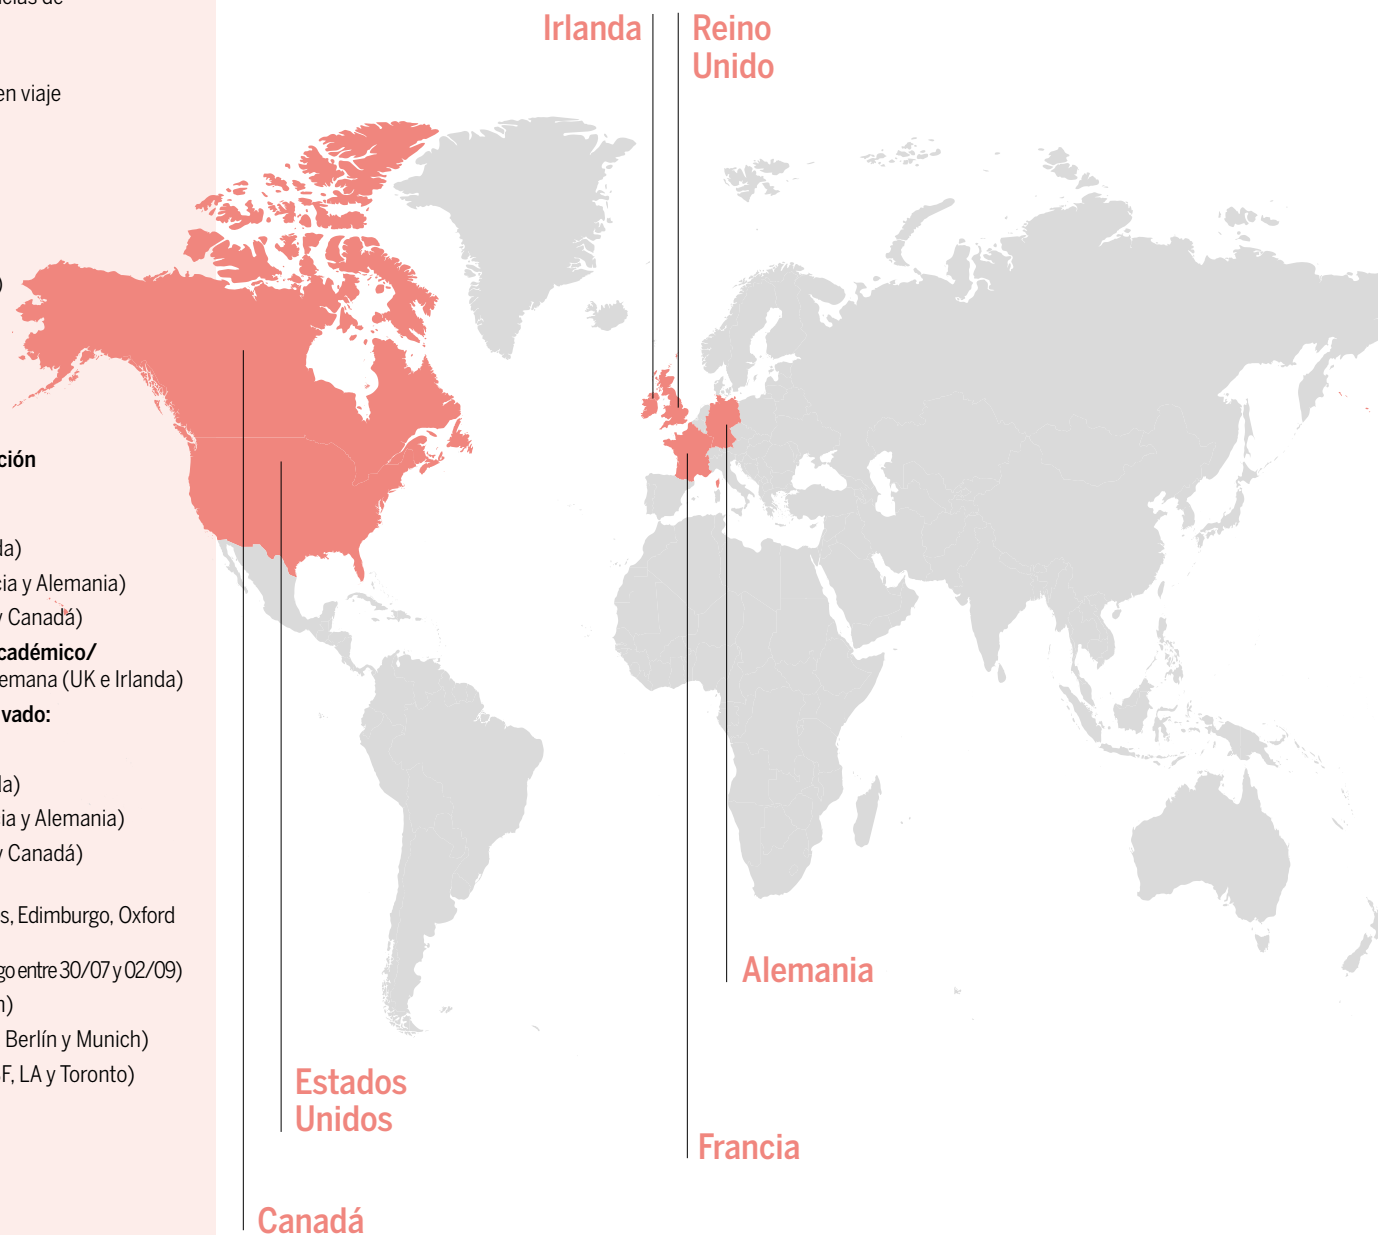 en viaje
)
ción
da)
cia y Alemania)
y Canadá)
cadémico/
emana (UK e Irlanda)
vado:
la)
ia y Alemania)
y Canadá)
s, Edimburgo, Oxford
go entre 30/07 y 02/09)
n)
Berlín y Munich)
F, LA y Toronto)
Irlanda
Reino
Unido
Alemania
Estados
Unidos
Francia
Canadá